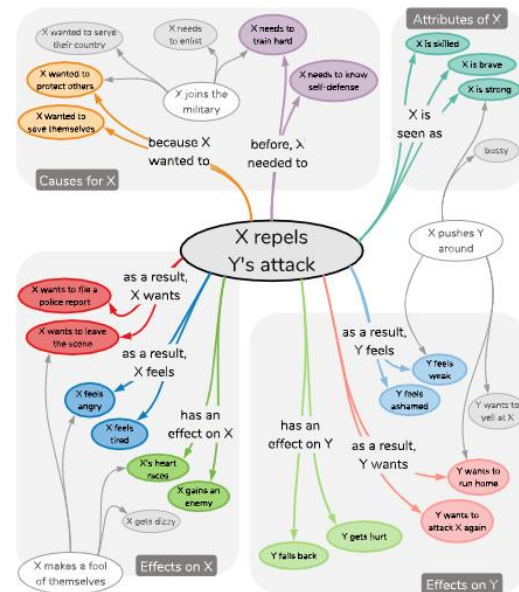 Attributes of X
X wanted to serve
their country
X needs
to enlist
X needs to
train hard
X is skilled
X is brave
X is strong
X wanted to
protect others
X joins the
military
X needs to know
self-defense
X wanted to
save themselves
because X
wanted to
before, X
needed to
X is
seen as
bossy
Causes for X
X repels
Y's attack
X pushes Y
around
X wants to file a
police report
as a result,
X wants
X wants to leave
the scene
as a result,
X feels
as a result,
Y feels
Y feels
weak
X feels
angry
Y feels
ashamed
Y wants to
yell at X
X feels
tired
has an
effect on X
has an
effect on Y
as a result,
Y wants
X's heart
races
X gains an
enemy
Y wants to
run home
X gets dizzy
Y wants to
attack X again
Y gets hurt
Y falls back
X makes a fool
of themselves
Effects on X
Effects on Y